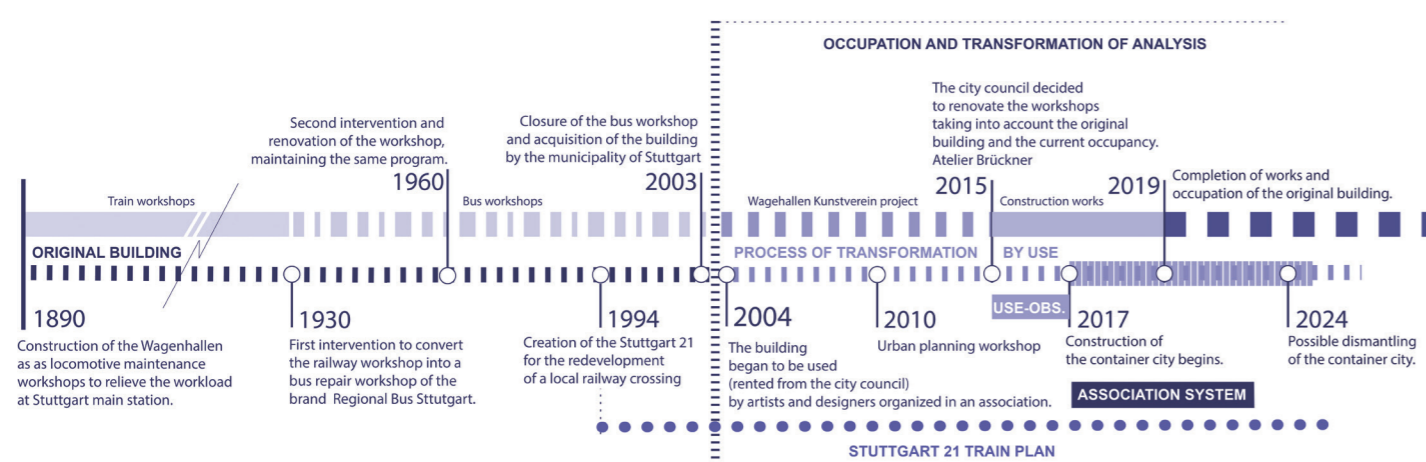 OCCUPATION AND TRANSFORMATION OF ANALYSIS
Second intervention and
renovation of the workshop,
maintaining the same program.
1960
Closure of the bus workshop
and acquisition of the building
by the municipality of Stuttgart
2003
The city council decided
to renovate the workshops
taking into account the original
building and the current occupancy.
Atelier Brückner
2015
2019
Completion of works and
occupation of the original building.
Train workshops
Bus workshops
Wagehallen Kunstverein project
Construction works
ORIGINAL BUILDING
PROCESS OF TRANSFORMATION
BY USE
USE-OBS.
1890
Construction of the Wagenhallen
as as locomotive maintenance
workshops to relieve the workload
at Stuttgart main station.
1930
First intervention to convert
the railway workshop into a
bus repair workshop of the
brand Regional Bus Sttutgart.
1994
Creation of the Stuttgart 21
for the redevelopment
of a local railway crossing
2004
The building
began to be used
(rented from the city council)
by artists and designers organized in an association.
2010
Urban planning workshop
2017
Construction of
the container city begins.
2024
Possible dismantling
of the container city.
ASSOCIATION SYSTEM
STUTTGART 21 TRAIN PLAN